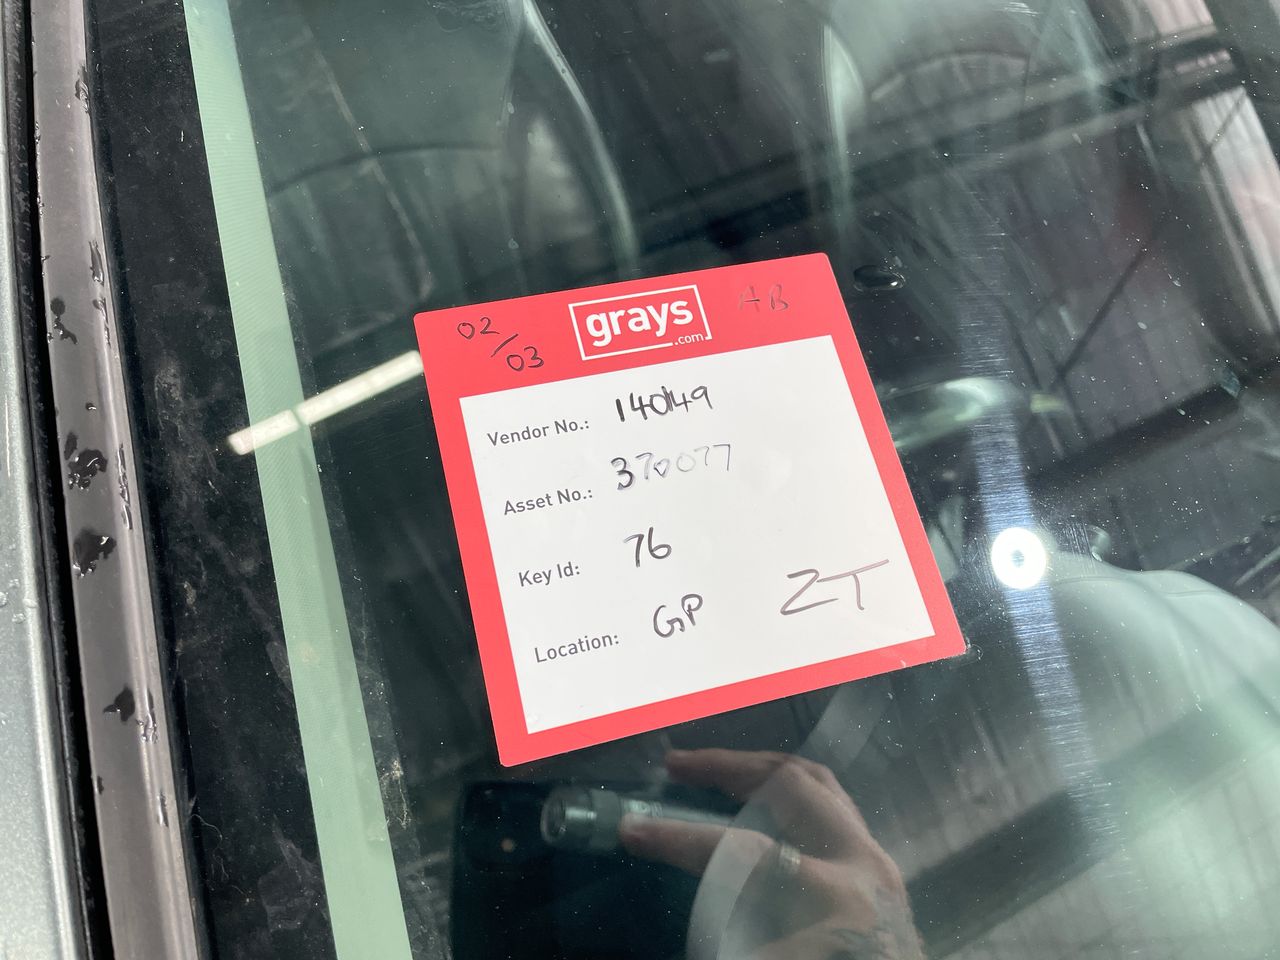 02/03
grays
.com
AB
Vendor No.: 140149
Asset No.: 370077
Key Id: 76
Location: GP
ZT